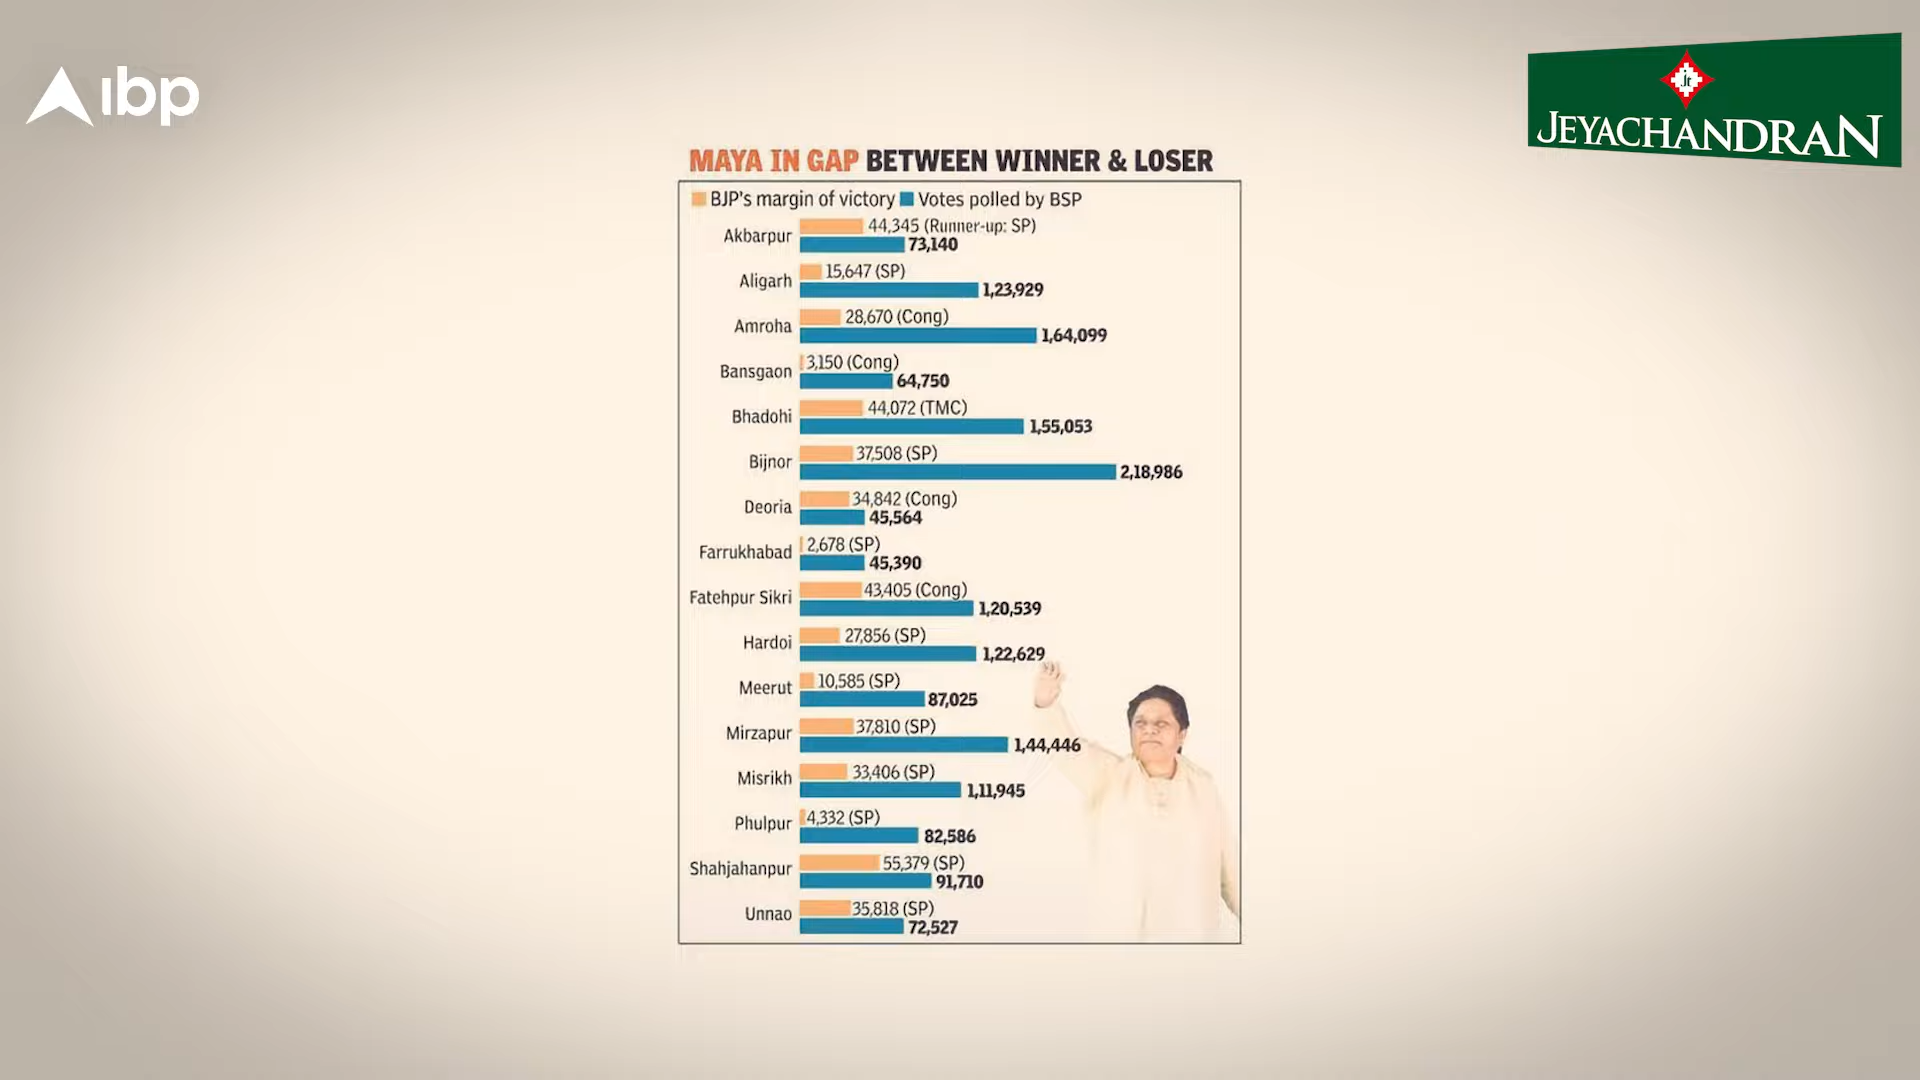 ibp
jr
JEYACHANDRAN
MAYA IN GAP BETWEEN WINNER & LOSER
BJP's margin of victory Votes polled by BSP
Akbarpur 44,345 (Runner-up: SP)
73,140
Aligarh 15,647 (SP)
1,23,929
Amroha 28,670 (Cong)
1,64,099
Bansgaon 3,150 (Cong)
64,750
Bhadohi 44,072 (TMC)
1,55,053
Bijnor 37,508 (SP)
2,18,986
Deoria 34,842 (Cong)
45,564
Farrukhabad 2,678 (SP)
45,390
Fatehpur Sikri 43,405 (Cong)
1,20,539
Hardoi 27,856 (SP)
1,22,629
Meerut 10,585 (SP)
87,025
Mirzapur 37,810 (SP)
1,44,446
Misrikh 33,406 (SP)
1,11,945
Phulpur 4,332 (SP)
82,586
Shahjahanpur 55,379 (SP)
91,710
Unnao 35,818 (SP)
72,527